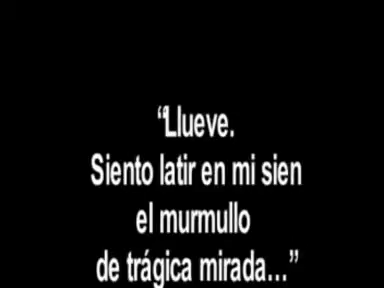 “Llueve.
Siento latir en mi sien
el murmullo
de trágica mirada...”